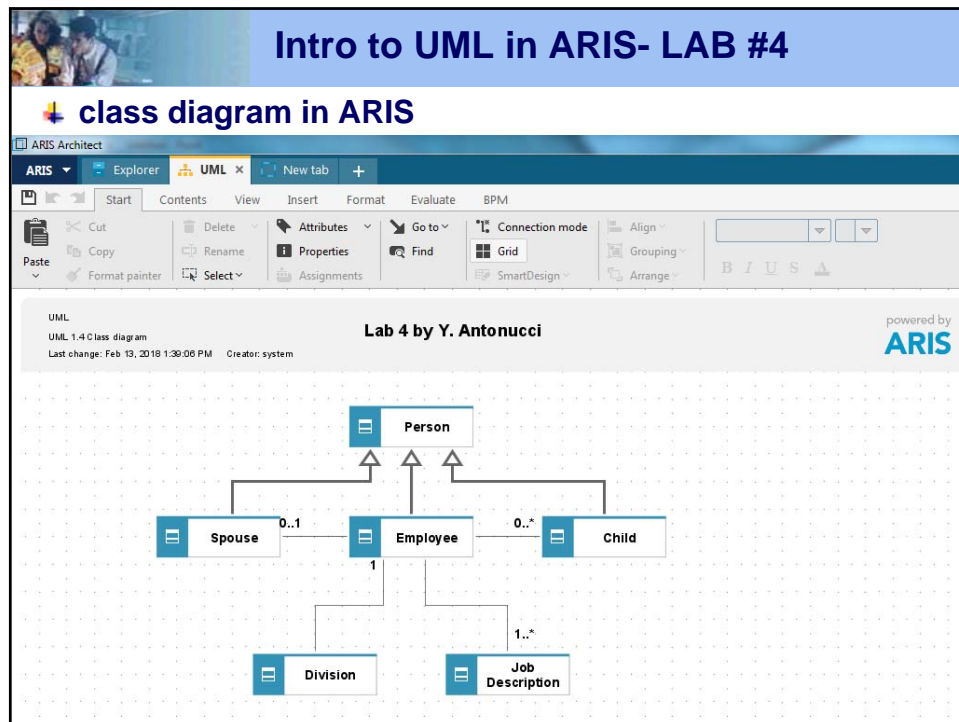 Intro to UML in ARIS- LAB #4
class diagram in ARIS
ARIS Architect
ARIS Explorer UML × New tab +
Start Contents View Insert Format Evaluate BPM
Paste Cut Delete Attributes Go to Connection mode Align
Copy Rename Properties Find Grid Grouping
Format painter Select Assignments SmartDesign Arrange B I U S A
UML
UML 1.4 Class diagram
Last change: Feb 13, 2018 1:39:06 PM Creator: system
Lab 4 by Y. Antonucci
powered by
ARIS
Person
0..1 0..*
Spouse Employee Child
1
1..*
Division Job
Description